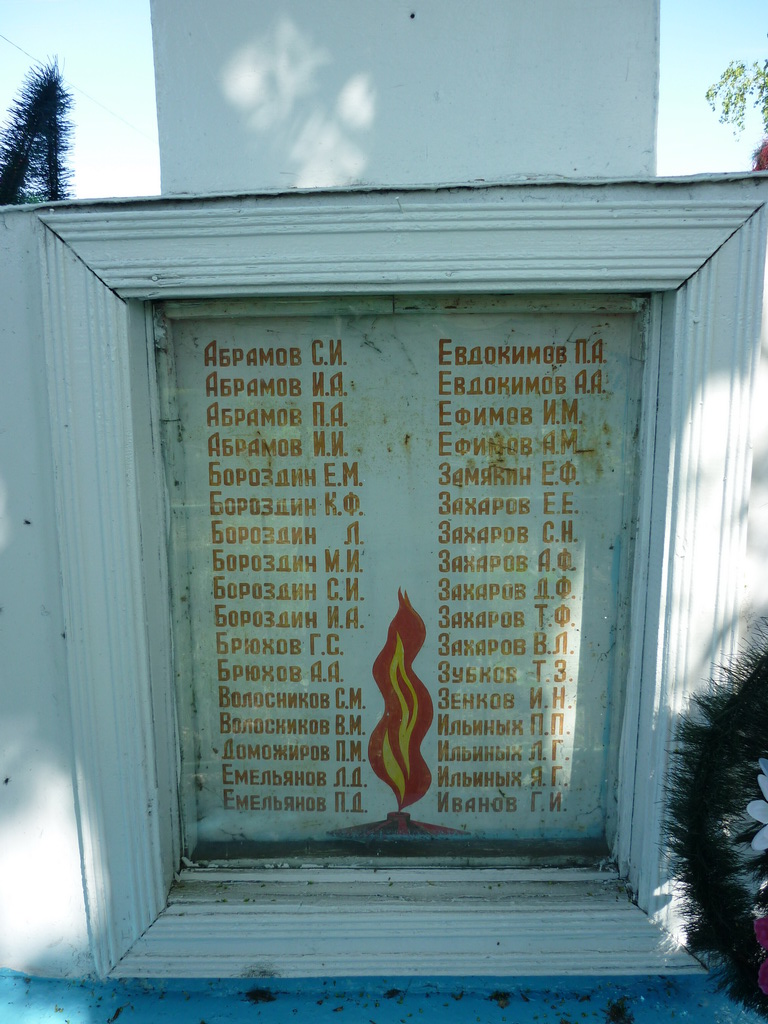 Абрамов С.И.
Абрамов И.А.
Абрамов П.А.
Абрамов И.И.
Бороздин Е.М.
Бороздин К.Ф.
Бороздин Л.
Бороздин М.И.
Бороздин С.И.
Бороздин И.А.
Брюхов Г.С.
Брюхов А.А.
Волосников С.М.
Волосников В.М.
Доможиров П.М.
Емельянов Л.Д.
Емельянов П.Д.
Евдокимов П.А.
Евдокимов А.А.
Ефимов И.М.
Ефимов А.М.
Замякин Е.Ф.
Захаров Е.Е.
Захаров С.Н.
Захаров А.Ф.
Захаров Д.Ф.
Захаров Т.Ф.
Захаров В.Л.
Зубков Т.З.
Зенков И.Н.
Ильиных П.П.
Ильиных Л.Г.
Ильиных Я.Г.
Иванов Г.И.